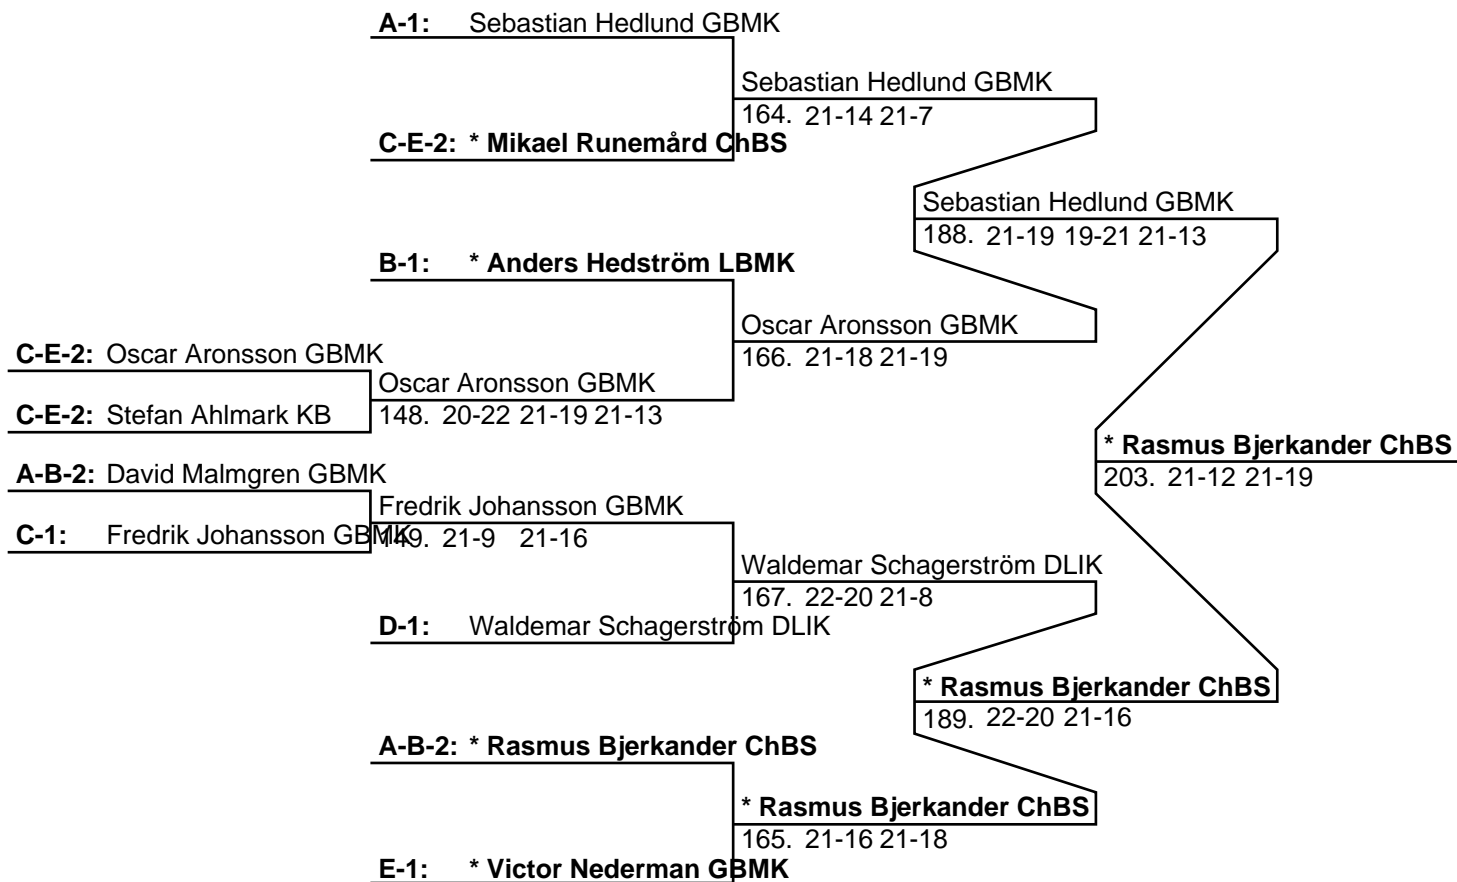 A-1: Sebastian Hedlund GBMK
Sebastian Hedlund GBMK
164. 21-14 21-7
C-E-2: * Mikael Runemård ChBS
Sebastian Hedlund GBMK
188. 21-19 19-21 21-13
B-1: * Anders Hedström LBMK
Oscar Aronsson GBMK
166. 21-18 21-19
C-E-2: Oscar Aronsson GBMK
Oscar Aronsson GBMK
148. 20-22 21-19 21-13
C-E-2: Stefan Ahlmark KB
* Rasmus Bjerkander ChBS
203. 21-12 21-19
A-B-2: David Malmgren GBMK
Fredrik Johansson GBMK
149. 21-9 21-16
C-1: Fredrik Johansson GBMK
Waldemar Schagerström DLIK
167. 22-20 21-8
D-1: Waldemar Schagerström DLIK
* Rasmus Bjerkander ChBS
189. 22-20 21-16
A-B-2: * Rasmus Bjerkander ChBS
* Rasmus Bjerkander ChBS
165. 21-16 21-18
E-1: * Victor Nederman GBMK